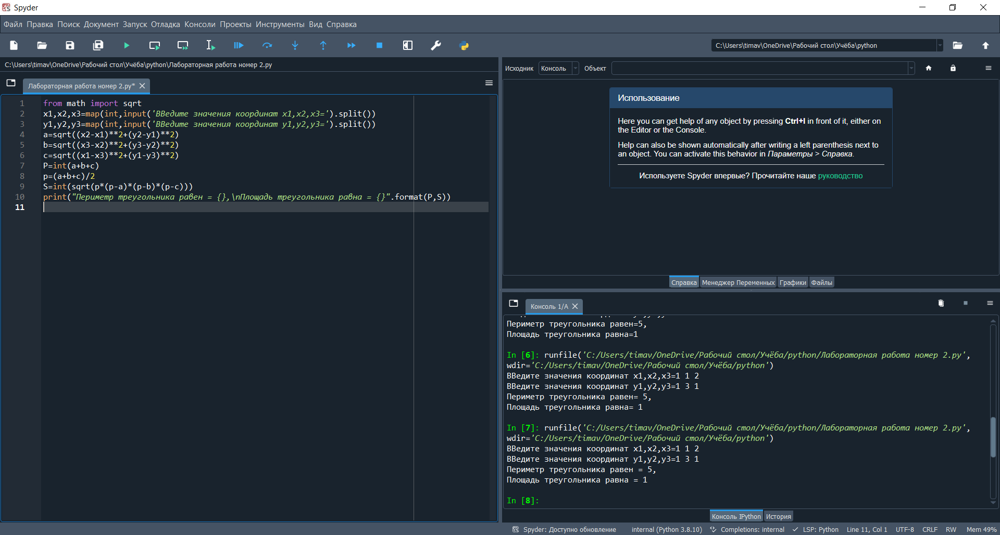 Spyder
Файл Правка Поиск Документ Запуск Отладка Консоли Проекты Инструменты Вид Справка
C:\Users\timav\OneDrive\Рабочий стол\Учёба\python
C:\Users\timav\OneDrive\Рабочий стол\Учёба\python\Лабораторная работа номер 2.py
Лабораторная работа номер 2.py*
1 from math import sqrt
2 x1,x2,x3=map(int,input('ВВедите значения координат x1,x2,x3=').split())
3 y1,y2,y3=map(int,input('ВВедите значения координат y1,y2,y3=').split())
4 a=sqrt((x2-x1)**2+(y2-y1)**2)
5 b=sqrt((x3-x2)**2+(y3-y2)**2)
6 c=sqrt((x1-x3)**2+(y1-y3)**2)
7 P=int(a+b+c)
8 p=(a+b+c)/2
9 S=int(sqrt(p*(p-a)*(p-b)*(p-c)))
10 print("Периметр треугольника равен = {},\nПлощадь треугольника равна = {}".format(P,S))
11
Исходник Консоль Объект
Использование
Here you can get help of any object by pressing Ctrl+I in front of it, either on
the Editor or the Console.
Help can also be shown automatically after writing a left parenthesis next to
an object. You can activate this behavior in Параметры > Справка.
Используете Spyder впервые? Прочитайте наше руководство
Справка Менеджер Переменных Графики Файлы
Консоль 1/A
Периметр треугольника равен=5,
Площадь треугольника равна=1
In [6]: runfile('C:/Users/timav/OneDrive/Рабочий стол/Учёба/python/Лабораторная работа номер 2.py',
wdir='C:/Users/timav/OneDrive/Рабочий стол/Учёба/python')
ВВедите значения координат x1,x2,x3=1 1 2
ВВедите значения координат y1,y2,y3=1 3 1
Периметр треугольника равен= 5,
Площадь треугольника равна= 1
In [7]: runfile('C:/Users/timav/OneDrive/Рабочий стол/Учёба/python/Лабораторная работа номер 2.py',
wdir='C:/Users/timav/OneDrive/Рабочий стол/Учёба/python')
ВВедите значения координат x1,x2,x3=1 1 2
ВВедите значения координат y1,y2,y3=1 3 1
Периметр треугольника равен = 5,
Площадь треугольника равна = 1
In [8]:
Консоль IPython История
Spyder: Доступно обновление internal (Python 3.8.10) Completions: internal LSP: Python Line 11, Col 1 UTF-8 CRLF RW Mem 49%